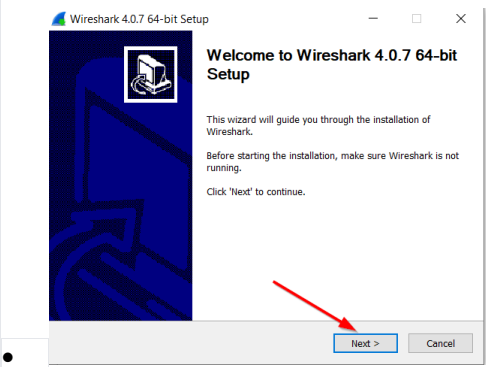 Wireshark 4.0.7 64-bit Setup
Welcome to Wireshark 4.0.7 64-bit
Setup
This wizard will guide you through the installation of
Wireshark.
Before starting the installation, make sure Wireshark is not
running.
Click 'Next' to continue.
Next >
Cancel